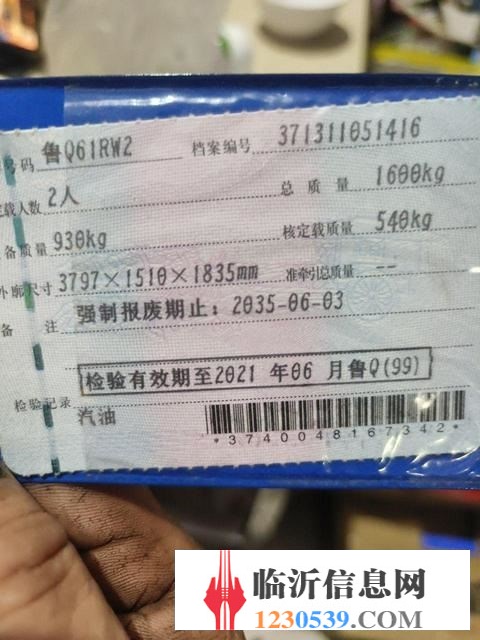 号码 鲁Q61RW2 档案编号 371311051416
定载人数 2人 总质量 1600kg
备质量 930kg 核定载质量 540kg
外廓尺寸 3797×1510×1835mm 准牵引总质量 --
备注 强制报废期止：2035-06-03
检验有效期至2021 年06 月鲁Q(99)
检验记录 汽油
*3740048167342*
临沂信息网
1230539.com